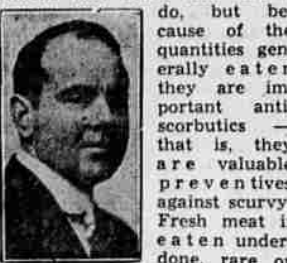 do, but be
cause of the
quantities gen
erally eaten
they are im
portant anti
scorbutics —
that is, they
are valuable
preventives
against scurvy
Fresh meat i
eaten under
done, rare or